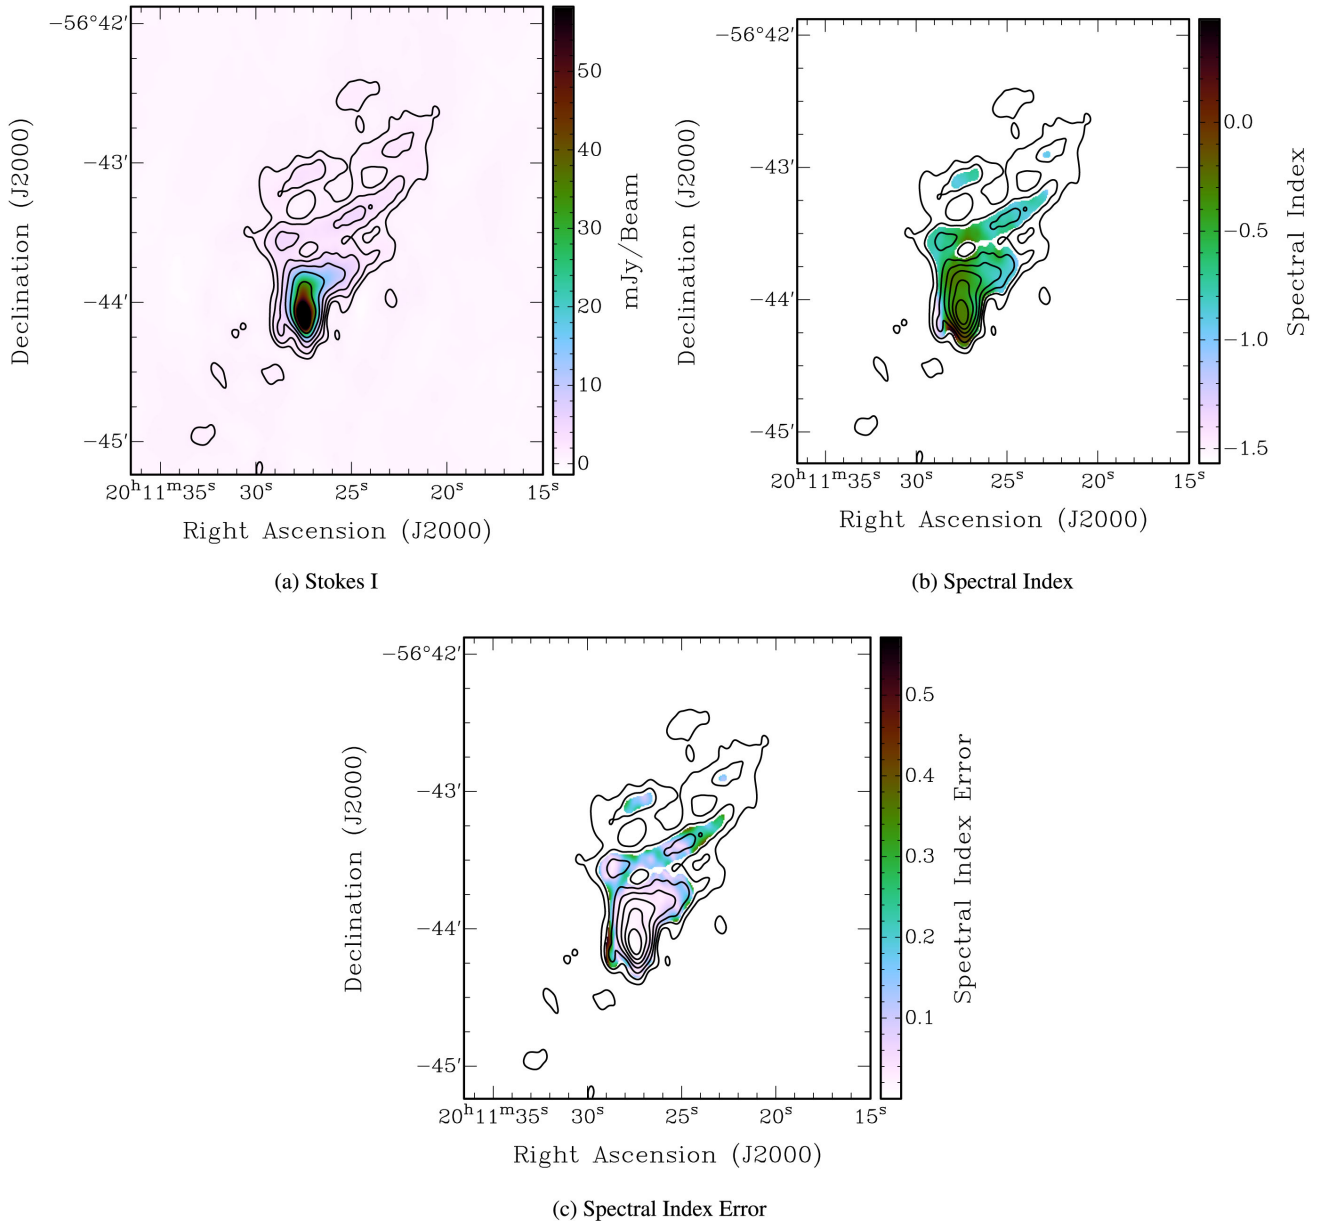 −56°42′
−43′
−44′
−45′
Declination (J2000)
20ʰ11ᵐ35ˢ 30ˢ 25ˢ 20ˢ 15ˢ
Right Ascension (J2000)
50
40
30
20
10
0
mJy/Beam
(a) Stokes I
−56°42′
−43′
−44′
−45′
Declination (J2000)
20ʰ11ᵐ35ˢ 30ˢ 25ˢ 20ˢ 15ˢ
Right Ascension (J2000)
0.0
−0.5
−1.0
−1.5
Spectral Index
(b) Spectral Index
−56°42′
−43′
−44′
−45′
Declination (J2000)
20ʰ11ᵐ35ˢ 30ˢ 25ˢ 20ˢ 15ˢ
Right Ascension (J2000)
0.5
0.4
0.3
0.2
0.1
Spectral Index Error
(c) Spectral Index Error